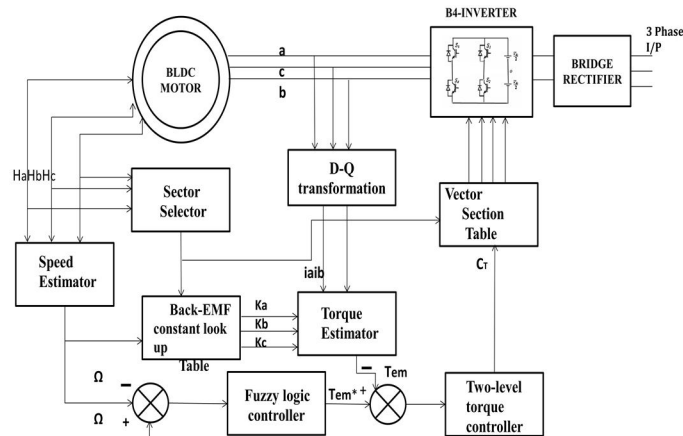 B4-INVERTER
3 Phase
I/P
BLDC
MOTOR
a
c
b
BRIDGE
RECTIFIER
HaHbHc
D-Q
transformation
Sector
Selector
Vector
Section
Table
Speed
Estimator
iaib
CT
Back-EMF
constant look
up
Table
Ka
Kb
Kc
Torque
Estimator
Ω
Ω
−
+
Fuzzy logic
controller
Tem*
+
−
Tem
Two-level
torque
controller